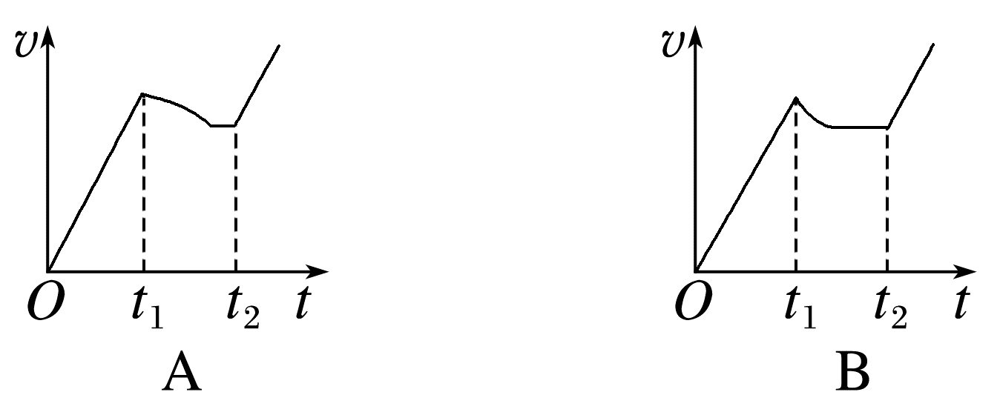 v v
O t₁ t₂ t O t₁ t₂ t
A B